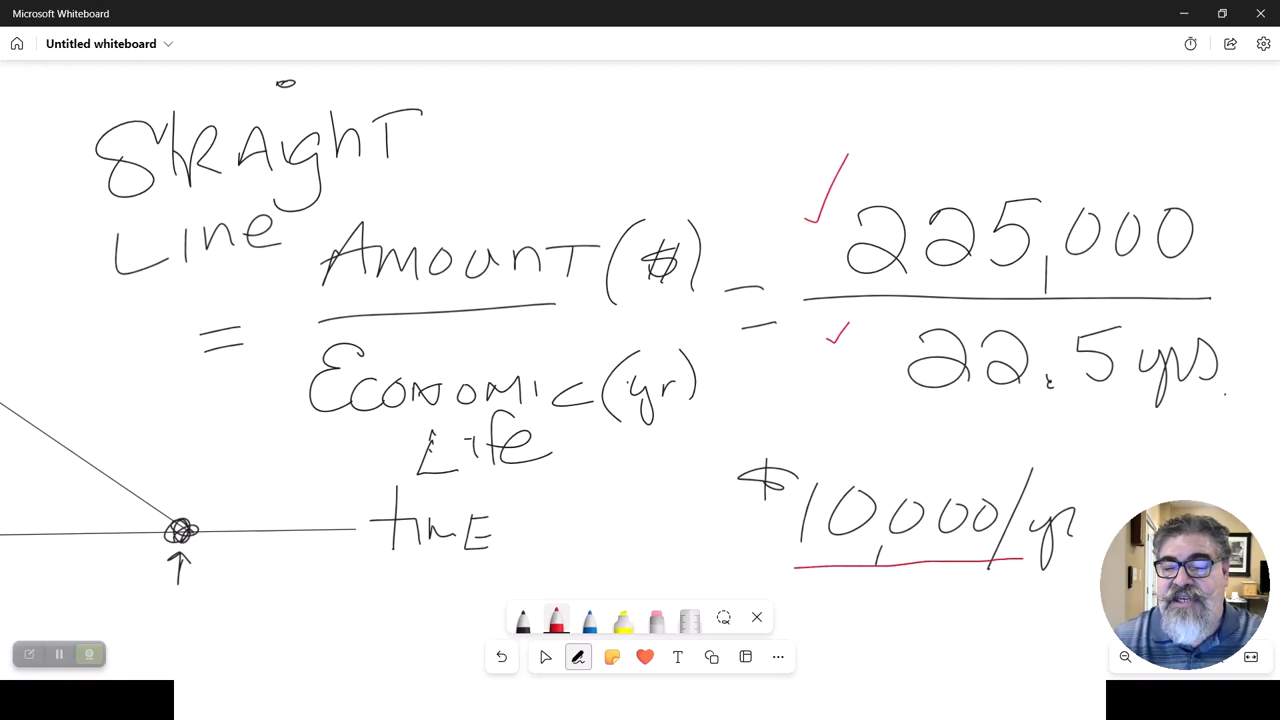 Microsoft Whiteboard
Untitled whiteboard
STRAIGHT
LINE
= AMOUNT ($) = 225,000
ECONOMIC (yr) 22.5 yrs.
Life
TIME
$10,000/yr
T